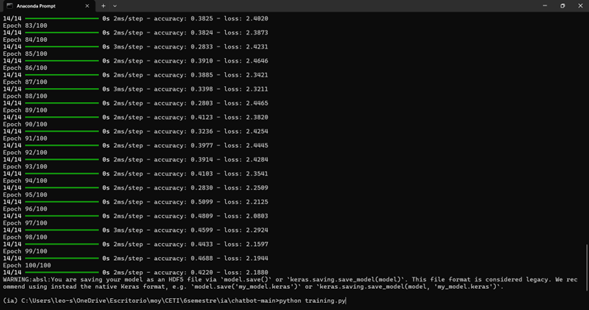 Anaconda Prompt
14/14 0s 2ms/step - accuracy: 0.3825 - loss: 2.4020
Epoch 83/100
14/14 0s 2ms/step - accuracy: 0.3824 - loss: 2.3873
Epoch 84/100
14/14 0s 3ms/step - accuracy: 0.2833 - loss: 2.4231
Epoch 85/100
14/14 0s 2ms/step - accuracy: 0.3910 - loss: 2.4646
Epoch 86/100
14/14 0s 2ms/step - accuracy: 0.3885 - loss: 2.3421
Epoch 87/100
14/14 0s 3ms/step - accuracy: 0.3398 - loss: 2.3211
Epoch 88/100
14/14 0s 2ms/step - accuracy: 0.2803 - loss: 2.4465
Epoch 89/100
14/14 0s 2ms/step - accuracy: 0.4123 - loss: 2.3820
Epoch 90/100
14/14 0s 2ms/step - accuracy: 0.3236 - loss: 2.4254
Epoch 91/100
14/14 0s 2ms/step - accuracy: 0.3977 - loss: 2.4445
Epoch 92/100
14/14 0s 2ms/step - accuracy: 0.3914 - loss: 2.4284
Epoch 93/100
14/14 0s 2ms/step - accuracy: 0.4103 - loss: 2.3541
Epoch 94/100
14/14 0s 2ms/step - accuracy: 0.2830 - loss: 2.2509
Epoch 95/100
14/14 0s 2ms/step - accuracy: 0.5099 - loss: 2.2125
Epoch 96/100
14/14 0s 2ms/step - accuracy: 0.4809 - loss: 2.0803
Epoch 97/100
14/14 0s 3ms/step - accuracy: 0.4599 - loss: 2.2924
Epoch 98/100
14/14 0s 2ms/step - accuracy: 0.4433 - loss: 2.1597
Epoch 99/100
14/14 0s 2ms/step - accuracy: 0.4688 - loss: 2.1944
Epoch 100/100
14/14 0s 2ms/step - accuracy: 0.4220 - loss: 2.1880
WARNING:absl:You are saving your model as an HDF5 file via 'model.save()' or 'keras.saving.save_model(model)'. This file format is considered legacy. We rec
ommend using instead the native Keras format, e.g. 'model.save('my_model.keras')' or 'keras.saving.save_model(model, 'my_model.keras')'.
(ia) C:\Users\leo-s\OneDrive\Escritorio\moy\CETI\6semestre\ia\chatbot-main>python training.py